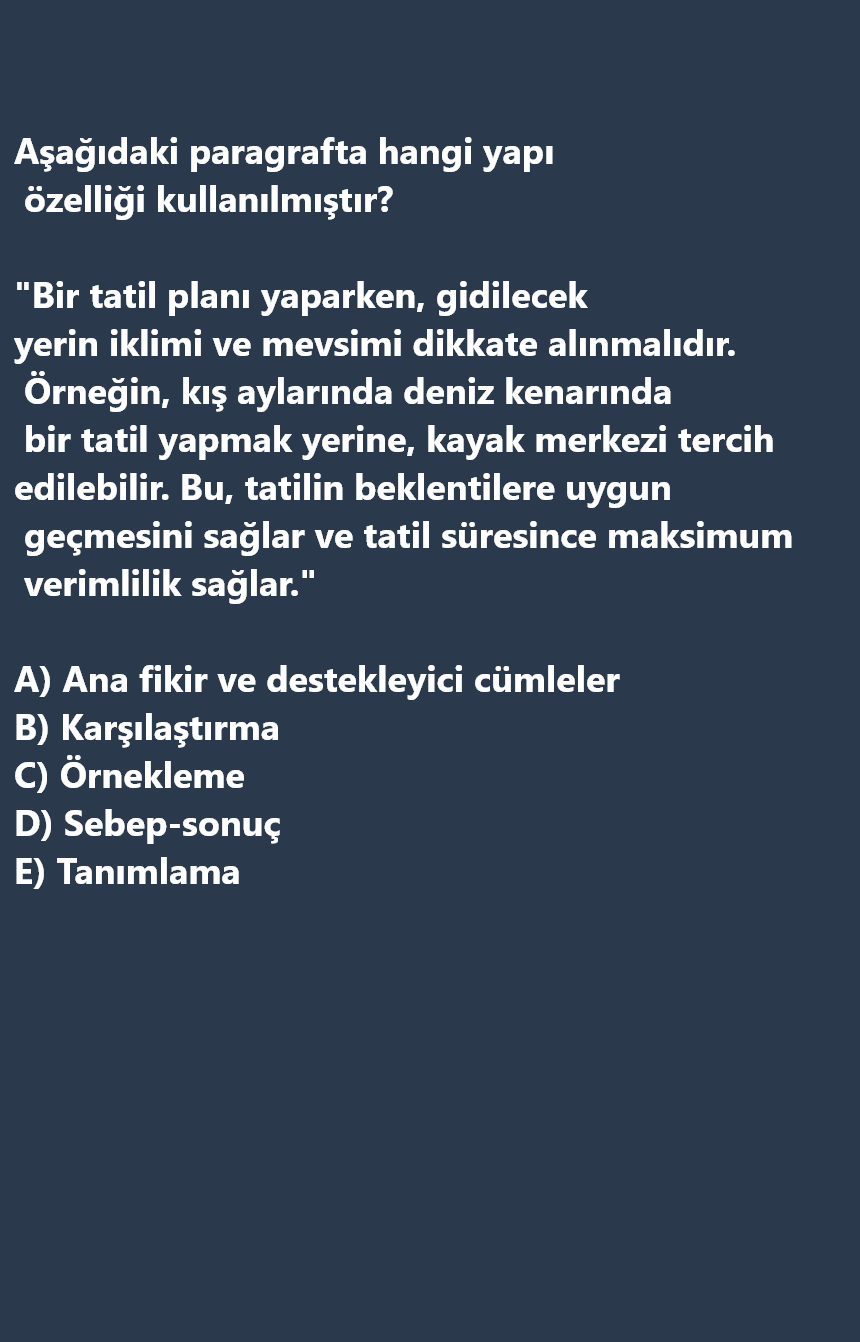 Aşağıdaki paragrafta hangi yapı
özelliği kullanılmıştır?
"Bir tatil planı yaparken, gidilecek
yerin iklimi ve mevsimi dikkate alınmalıdır.
Örneğin, kış aylarında deniz kenarında
bir tatil yapmak yerine, kayak merkezi tercih
edilebilir. Bu, tatilin beklentilere uygun
geçmesini sağlar ve tatil süresince maksimum
verimlilik sağlar."
A) Ana fikir ve destekleyici cümleler
B) Karşılaştırma
C) Örnekleme
D) Sebep-sonuç
E) Tanımlama